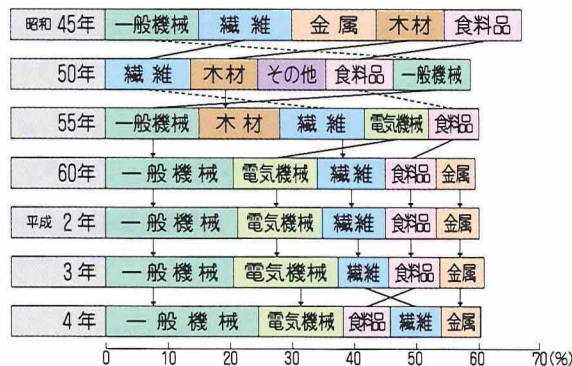 昭和 45年 一般機械 繊維 金属 木材 食料品
50年 繊維 木材 その他 食料品 一般機械
55年 一般機械 木材 繊維 電気機械 食料品
60年 一般機械 電気機械 繊維 食料品 金属
平成 2年 一般機械 電気機械 繊維 食料品 金属
3年 一般機械 電気機械 繊維 食料品 金属
4年 一般機械 電気機械 食料品 繊維 金属
0 10 20 30 40 50 60 70(%)